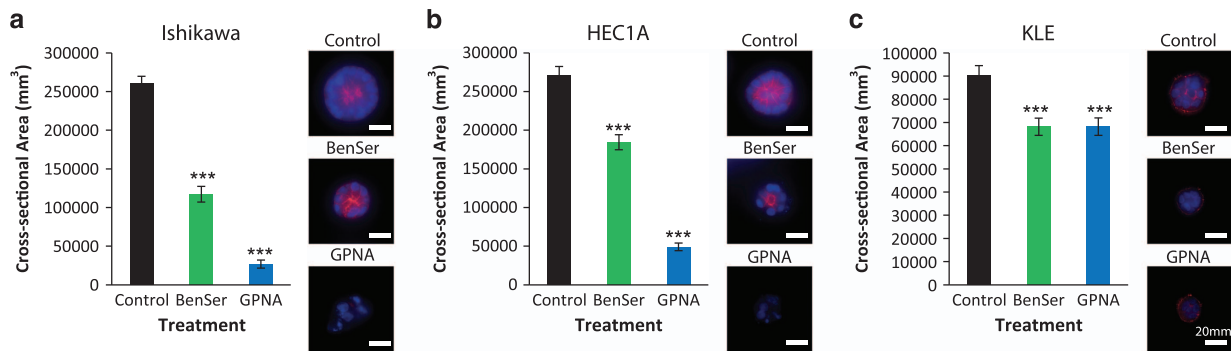 a
Ishikawa
Cross-sectional Area (mm³)
300000
250000
200000
150000
100000
50000
0
***
***
Control BenSer GPNA
Treatment
Control
BenSer
GPNA
b
HEC1A
Cross-sectional Area (mm³)
300000
250000
200000
150000
100000
50000
0
***
***
Control BenSer GPNA
Treatment
Control
BenSer
GPNA
c
KLE
Cross-sectional Area (mm³)
100000
90000
80000
70000
60000
50000
40000
30000
20000
10000
0
*** ***
Control BenSer GPNA
Treatment
Control
BenSer
GPNA
20mm